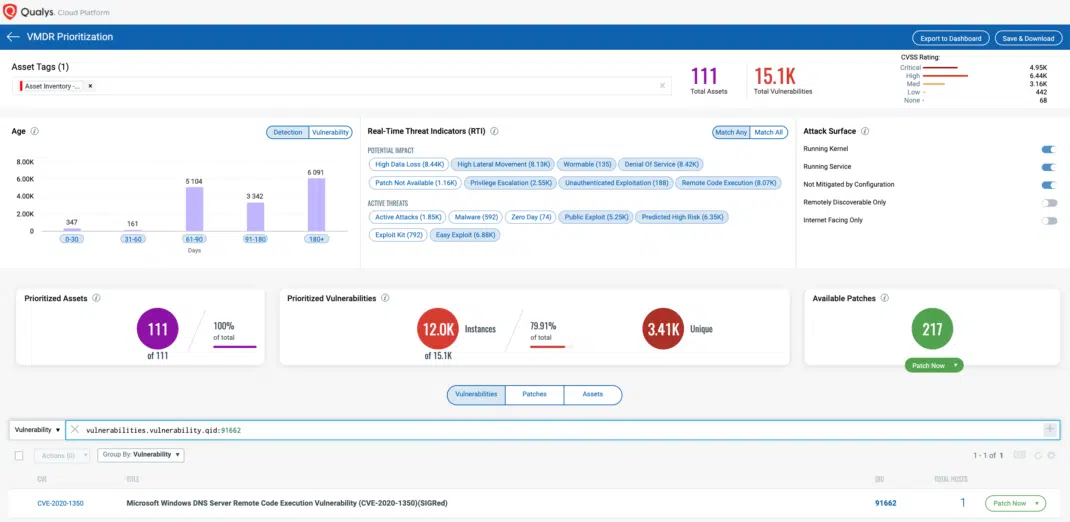 Qualys. Cloud Platform
VMDR Prioritization
Export to Dashboard
Save & Download
Asset Tags (1)
Asset Inventory -... ×
111
Total Assets
15.1K
Total Vulnerabilities
CVSS Rating:
Critical 4.95K
High 6.44K
Med 3.16K
Low 442
None 68
Age
Detection Vulnerability
8.00K
6.00K
4.00K
2.00K
0
347
161
5 104
3 342
6 091
0-30 31-60 61-90 91-180 180+
Days
Real-Time Threat Indicators (RTI)
Match Any Match All
POTENTIAL IMPACT
High Data Loss (8.44K) High Lateral Movement (8.13K) Wormable (135) Denial Of Service (8.42K)
Patch Not Available (1.16K) Privilege Escalation (2.55K) Unauthenticated Exploitation (188) Remote Code Execution (8.07K)
ACTIVE THREATS
Active Attacks (1.85K) Malware (592) Zero Day (74) Public Exploit (5.25K) Predicted High Risk (6.35K)
Exploit Kit (792) Easy Exploit (6.88K)
Attack Surface
Running Kernel
Running Service
Not Mitigated by Configuration
Remotely Discoverable Only
Internet Facing Only
Prioritized Assets
111
of 111
100%
of total
Prioritized Vulnerabilities
12.0K Instances
of 15.1K
79.91%
of total
3.41K Unique
Available Patches
217
Patch Now
Vulnerabilities Patches Assets
Vulnerability
vulnerabilities.vulnerability.qid:91662
Actions (0)
Group By: Vulnerability
1 - 1 of 1
CVE TITLE QID TOTAL HOSTS
CVE-2020-1350 Microsoft Windows DNS Server Remote Code Execution Vulnerability (CVE-2020-1350)(SIGRed) 91662 1 Patch Now